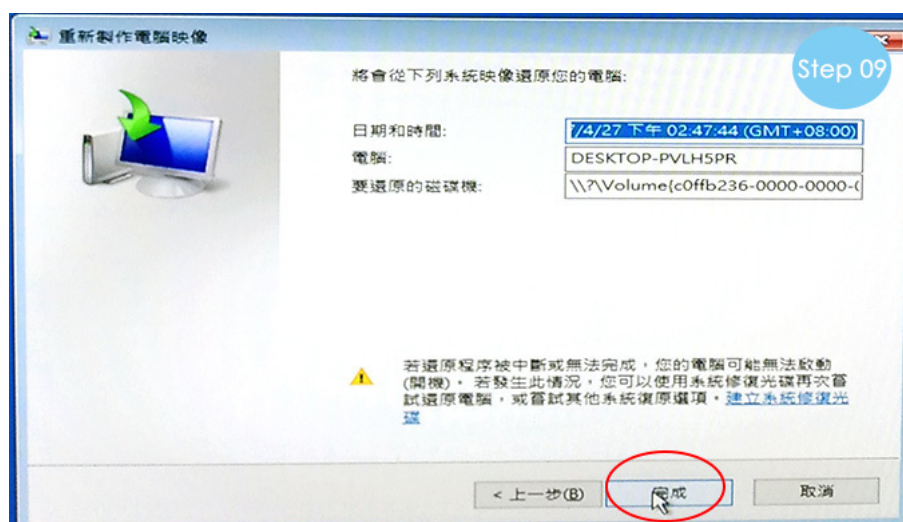 重新製作電腦映像
Step 09
將會從下列系統映像還原您的電腦:
日期和時間: 7/4/27 下午 02:47:44 (GMT+08:00)
電腦: DESKTOP-PVLH5PR
要還原的磁碟機: \\?\Volume{c0ffb236-0000-0000-(
若還原程序被中斷或無法完成，您的電腦可能無法啟動
(開機)。若發生此情況，您可以使用系統修復光碟再次嘗
試還原電腦，或嘗試其他系統復原選項。建立系統修復光
碟
< 上一步(B) 完成 取消